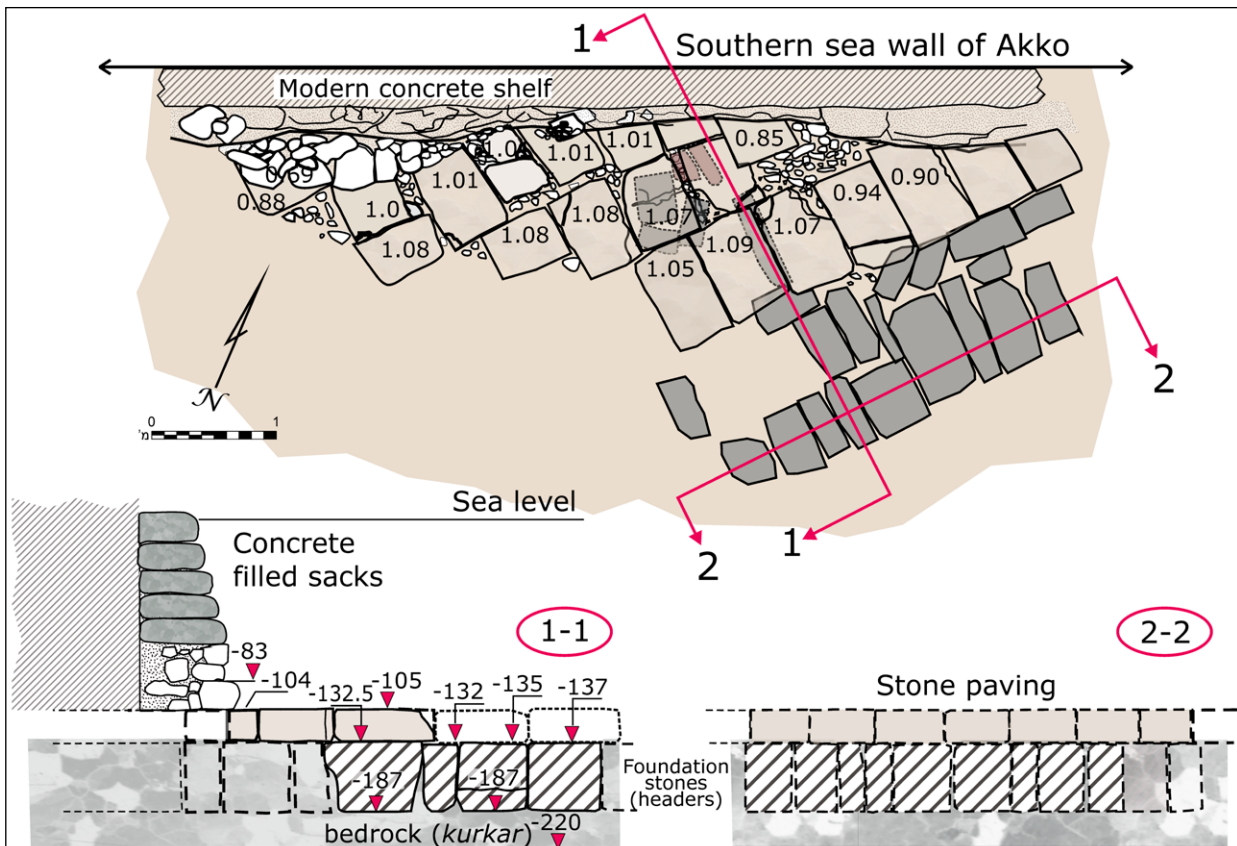 1
Southern sea wall of Akko
Modern concrete shelf
1.01
1.01
0.85
1.01
0.69
0.90
0.94
0.88
1.0
1.08
1.07
1.07
1.08
1.08
1.09
1.05
N
0 1
מ'
2
2
1
Sea level
Concrete
filled sacks
1-1
2-2
-83
-104
-105
-132.5
-132
-135
-137
Stone paving
-187
-187
Foundation
stones
(headers)
bedrock (kurkar)
-220